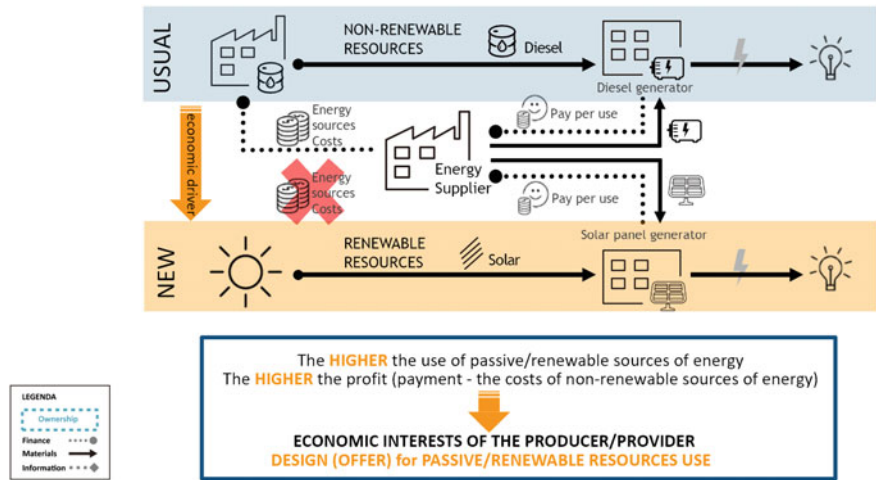 USUAL
NON-RENEWABLE
RESOURCES
Diesel
Diesel generator
economic driver
Energy
sources
Costs
Pay per use
Energy
Supplier
Energy
sources
Costs
Pay per use
Solar panel generator
NEW
RENEWABLE
RESOURCES
Solar
The HIGHER the use of passive/renewable sources of energy
The HIGHER the profit (payment - the costs of non-renewable sources of energy)
ECONOMIC INTERESTS OF THE PRODUCER/PROVIDER
DESIGN (OFFER) for PASSIVE/RENEWABLE RESOURCES USE
LEGENDA
Ownership
Finance
Materials
Information